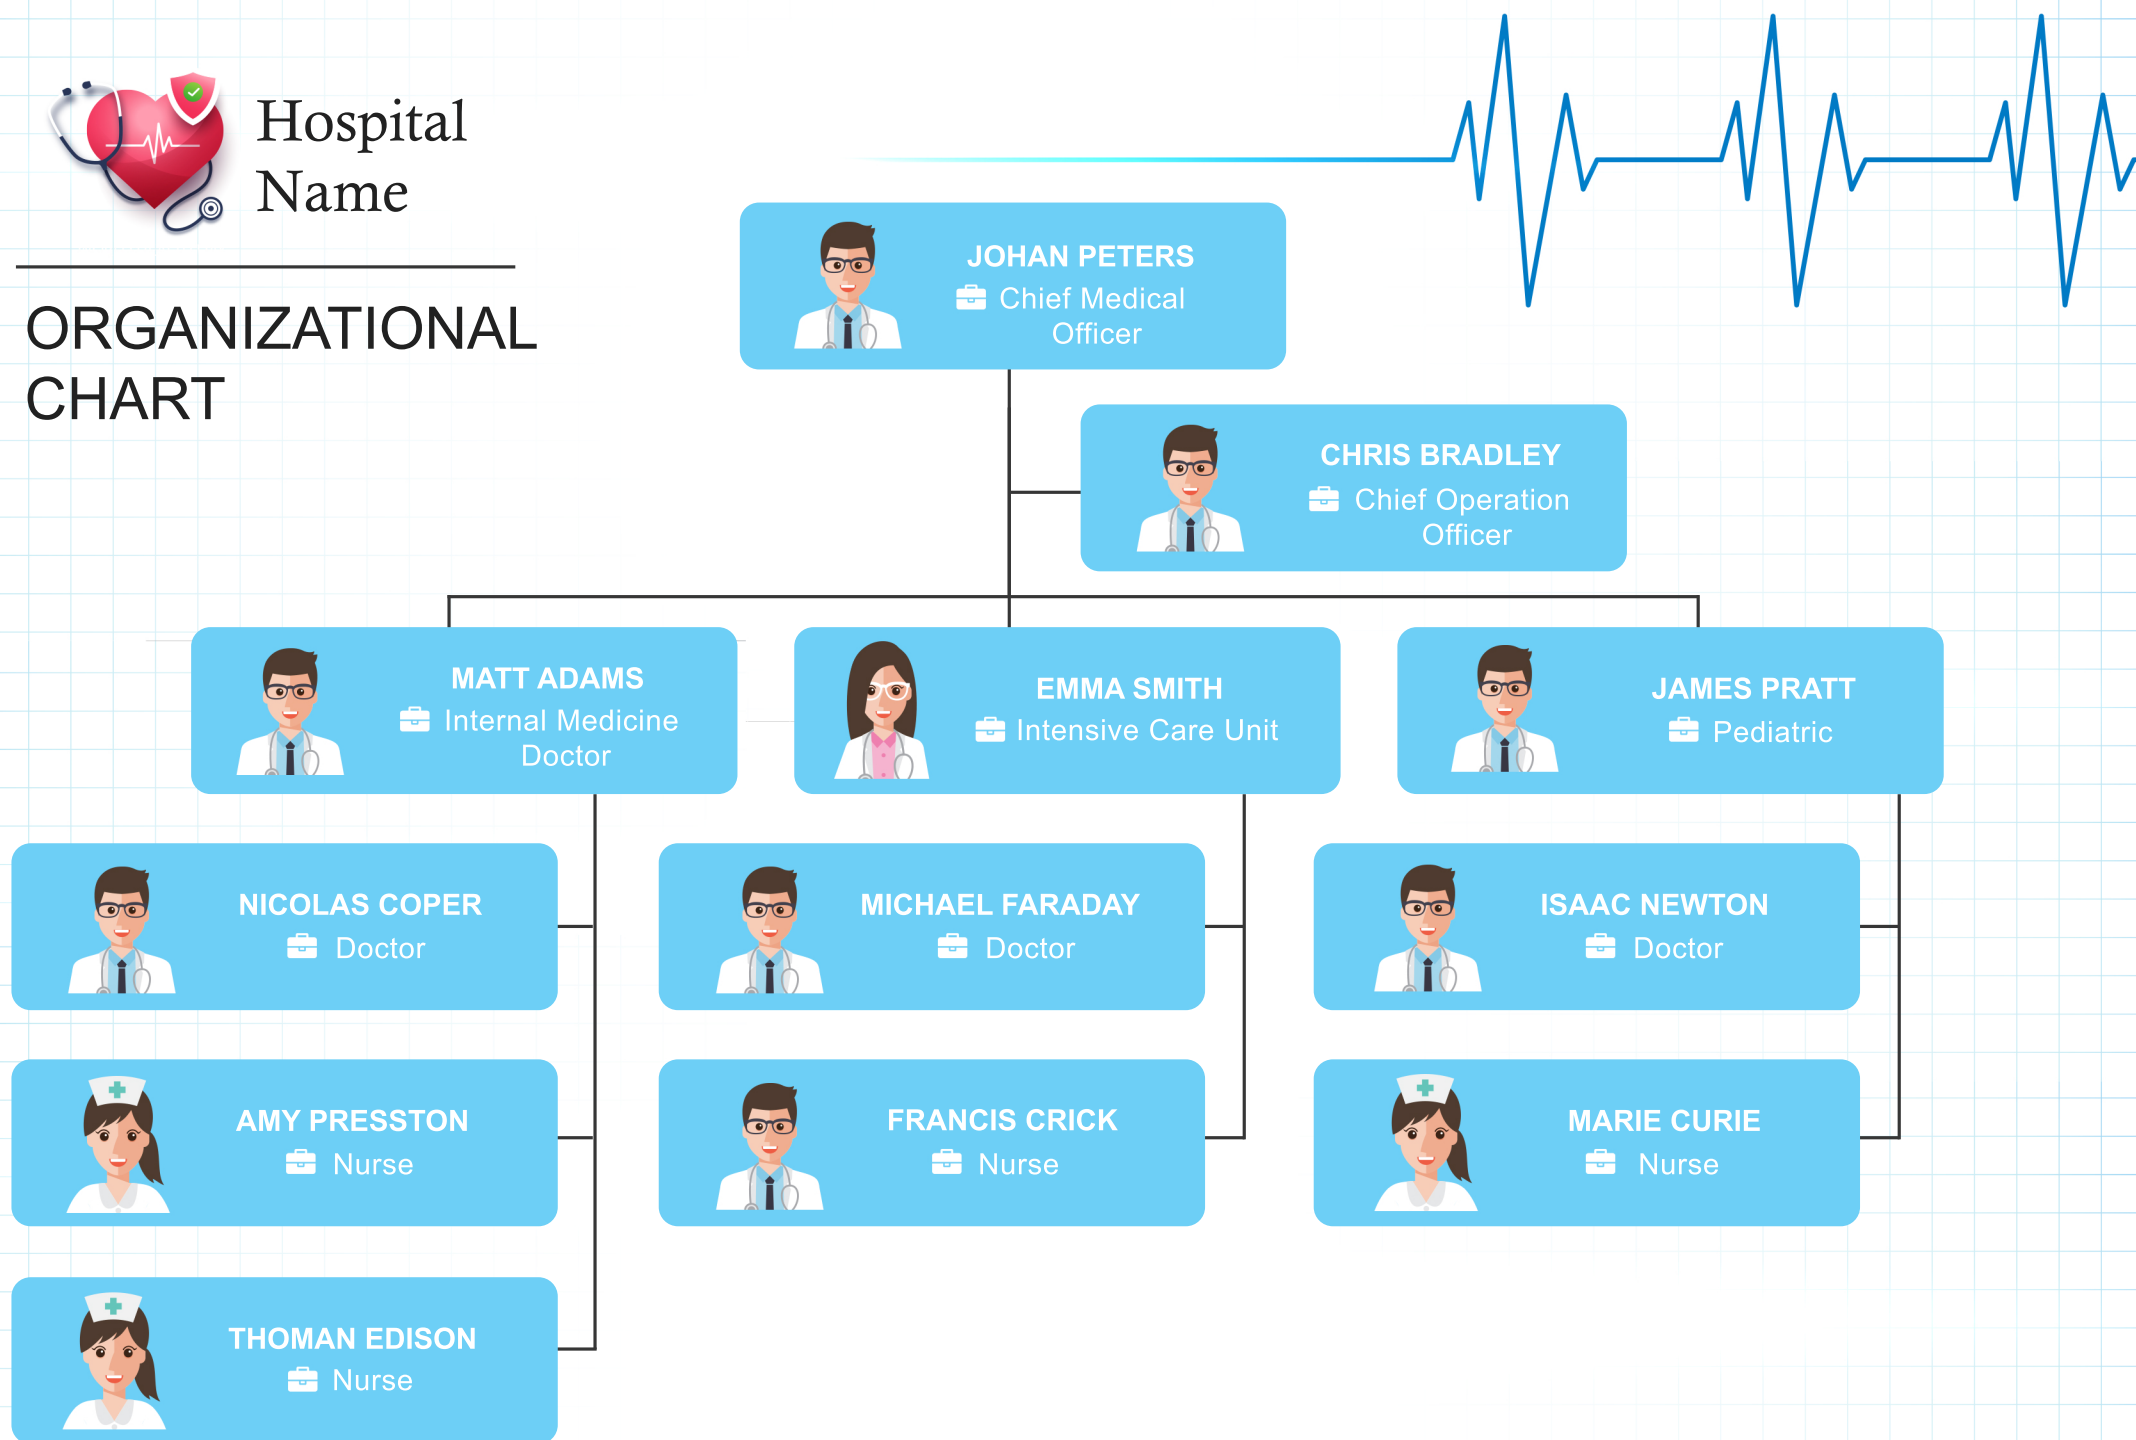 Hospital
Name
ORGANIZATIONAL
CHART
JOHAN PETERS
Chief Medical
Officer
CHRIS BRADLEY
Chief Operation
Officer
MATT ADAMS
Internal Medicine
Doctor
EMMA SMITH
Intensive Care Unit
JAMES PRATT
Pediatric
NICOLAS COPER
Doctor
MICHAEL FARADAY
Doctor
ISAAC NEWTON
Doctor
AMY PRESSTON
Nurse
FRANCIS CRICK
Nurse
MARIE CURIE
Nurse
THOMAN EDISON
Nurse